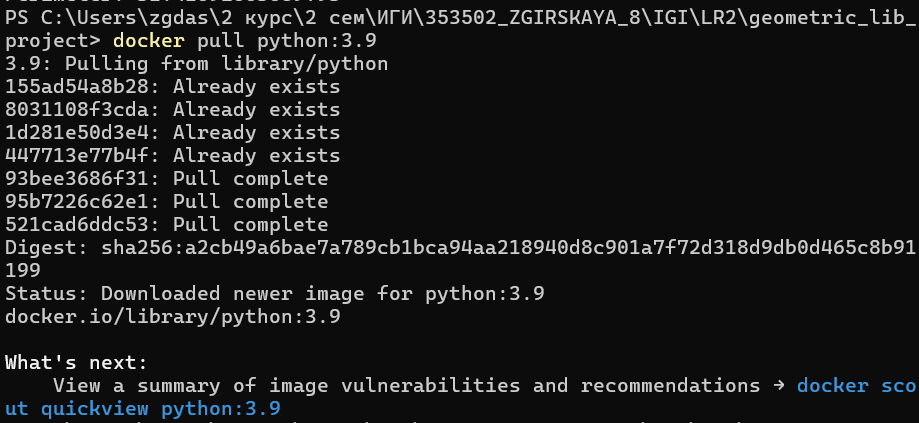 PS C:\Users\zgdas\2 курс\2 сем\ИГИ\353502_ZGIRSKAYA_8\IGI\LR2\geometric_lib_
project> docker pull python:3.9
3.9: Pulling from library/python
155ad54a8b28: Already exists
8031108f3cda: Already exists
1d281e50d3e4: Already exists
447713e77b4f: Already exists
93bee3686f31: Pull complete
95b7226c62e1: Pull complete
521cad6ddc53: Pull complete
Digest: sha256:a2cb49a6bae7a789cb1bca94aa218940d8c901a7f72d318d9db0d465c8b91
199
Status: Downloaded newer image for python:3.9
docker.io/library/python:3.9
What's next:
View a summary of image vulnerabilities and recommendations → docker sco
ut quickview python:3.9